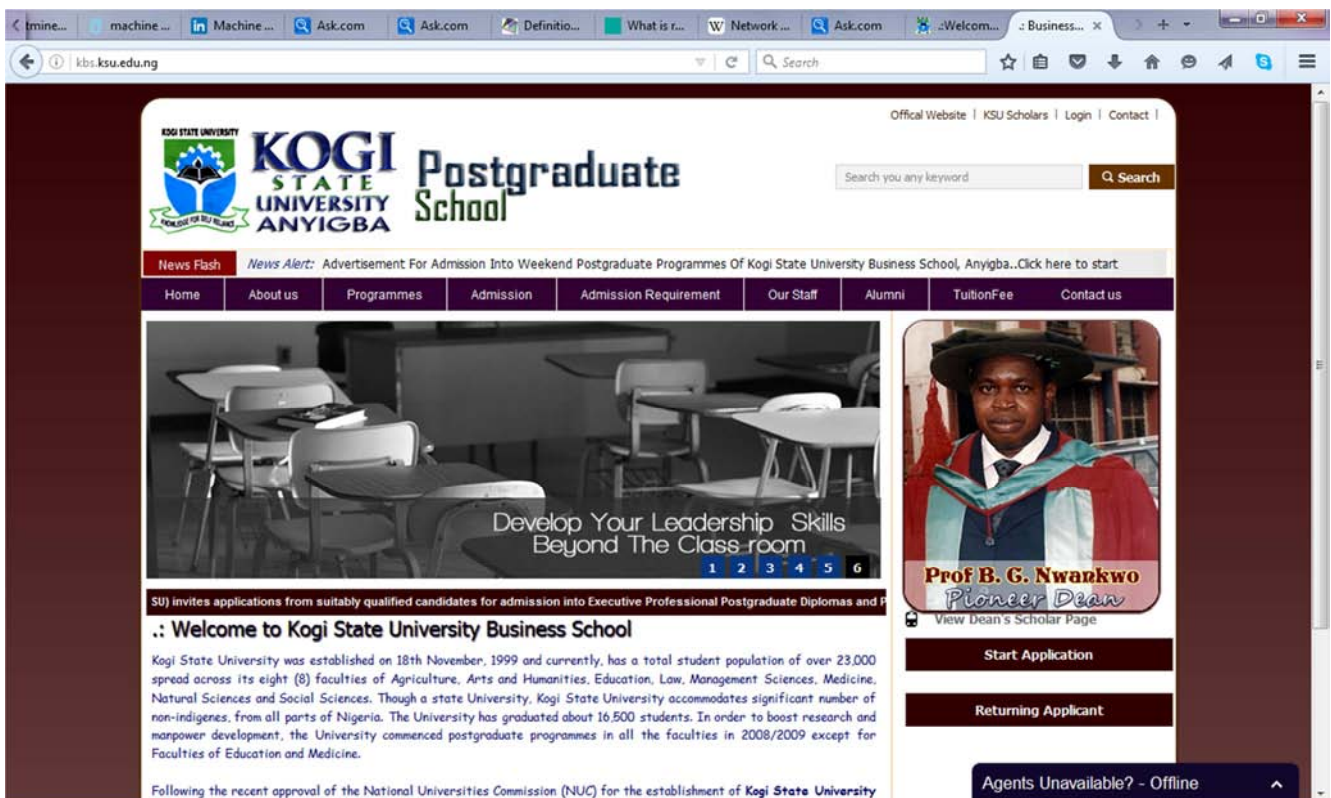 tmine...
machine ...
Machine ...
Ask.com
Ask.com
Definitio...
What is r...
Network ...
Ask.com
.:Welcom...
.: Business...
kbs.ksu.edu.ng
Search
Offical Website | KSU Scholars | Login | Contact |
KOGI STATE UNIVERSITY
KNOWLEDGE FOR SELF RELIANCE
KOGI
STATE
UNIVERSITY
ANYIGBA
Postgraduate
School
Search you any keyword
Search
News Flash
News Alert: Advertisement For Admission Into Weekend Postgraduate Programmes Of Kogi State University Business School, Anyigba..Click here to start
Home About us Programmes Admission Admission Requirement Our Staff Alumni TuitionFee Contact us
Develop Your Leadership Skills
Beyond The Class room
1 2 3 4 5 6
SU) invites applications from suitably qualified candidates for admission into Executive Professional Postgraduate Diplomas and P
.: Welcome to Kogi State University Business School
Kogi State University was established on 18th November, 1999 and currently, has a total student population of over 23,000
spread across its eight (8) faculties of Agriculture, Arts and Humanities, Education, Law, Management Sciences, Medicine,
Natural Sciences and Social Sciences. Though a state University, Kogi State University accommodates significant number of
non-indigenes, from all parts of Nigeria. The University has graduated about 16,500 students. In order to boost research and
manpower development, the University commenced postgraduate programmes in all the faculties in 2008/2009 except for
Faculties of Education and Medicine.
Following the recent approval of the National Universities Commission (NUC) for the establishment of Kogi State University
Prof B. G. Nwankwo
Pioneer Dean
View Dean's Scholar Page
Start Application
Returning Applicant
Agents Unavailable? - Offline